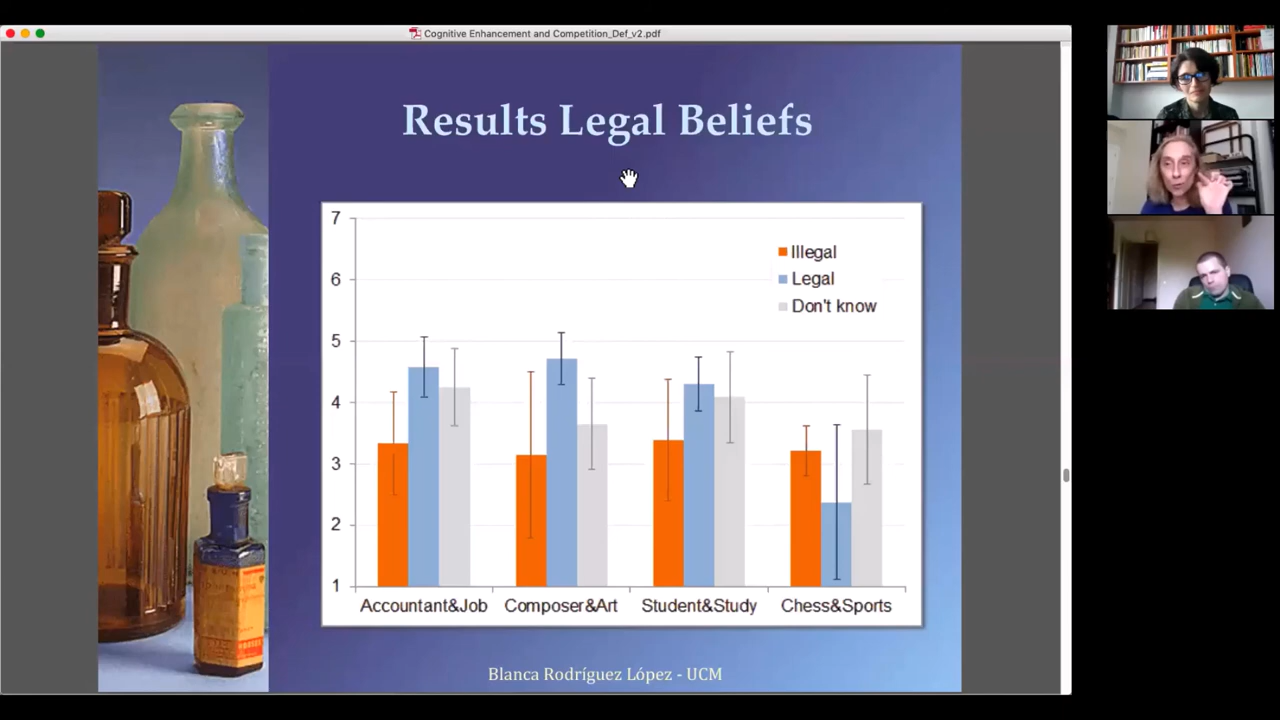 Cognitive Enhancement and Competition_Def_v2.pdf
Results Legal Beliefs
7
6
5
4
3
2
1
Illegal
Legal
Don't know
Accountant&Job Composer&Art Student&Study Chess&Sports
Blanca Rodríguez López - UCM